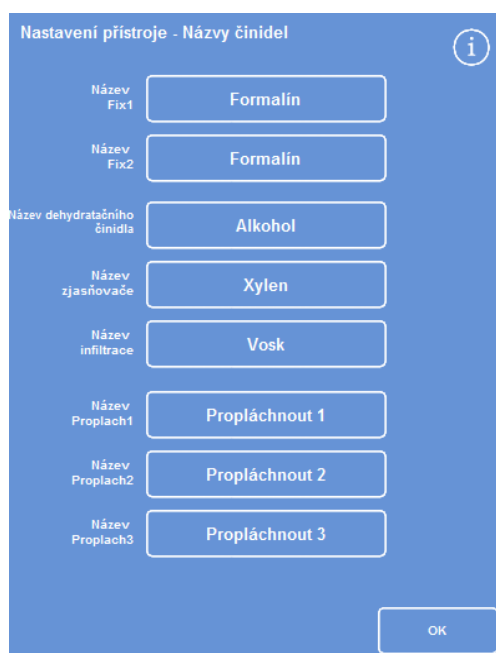 Nastavení přístroje - Názvy činidel
i
Název
Fix1
Formalín
Název
Fix2
Formalín
Název dehydratačního
činidla
Alkohol
Název
zjasňovače
Xylen
Název
infiltrace
Vosk
Název
Proplach1
Propláchnout 1
Název
Proplach2
Propláchnout 2
Název
Proplach3
Propláchnout 3
OK